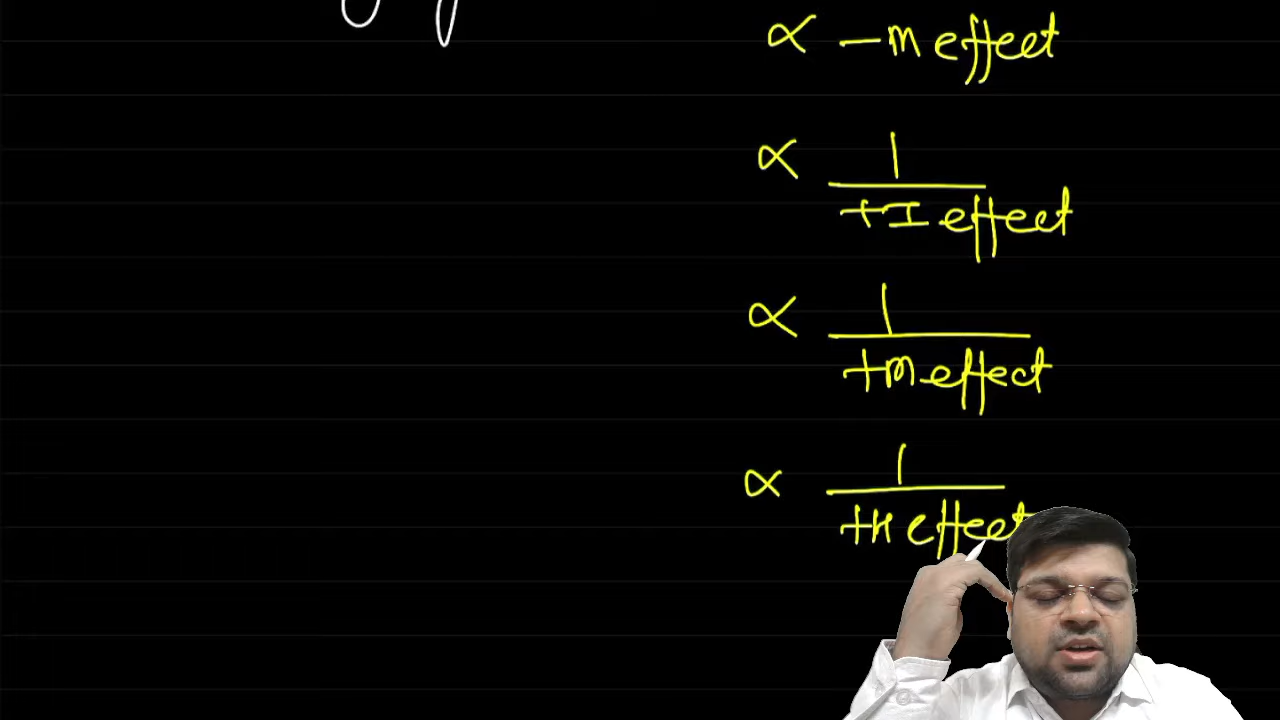 ∝ -m effect
∝ 1
+I effect
∝ 1
+m effect
∝ 1
+H effect